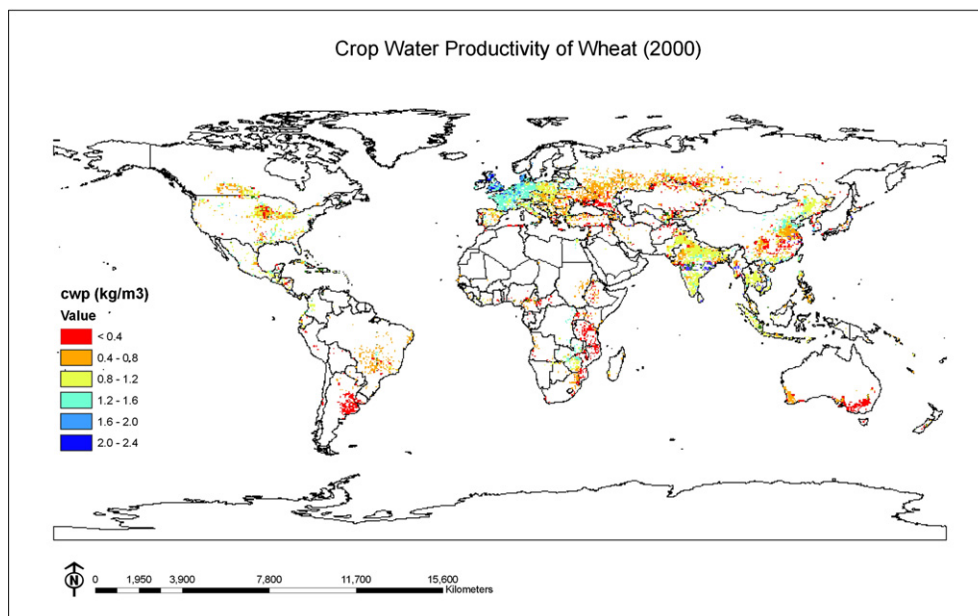 Crop Water Productivity of Wheat (2000)
cwp (kg/m3)
Value
< 0.4
0.4 - 0.8
0.8 - 1.2
1.2 - 1.6
1.6 - 2.0
2.0 - 2.4
N
0 1,950 3,900 7,800 11,700 15,600
Kilometers